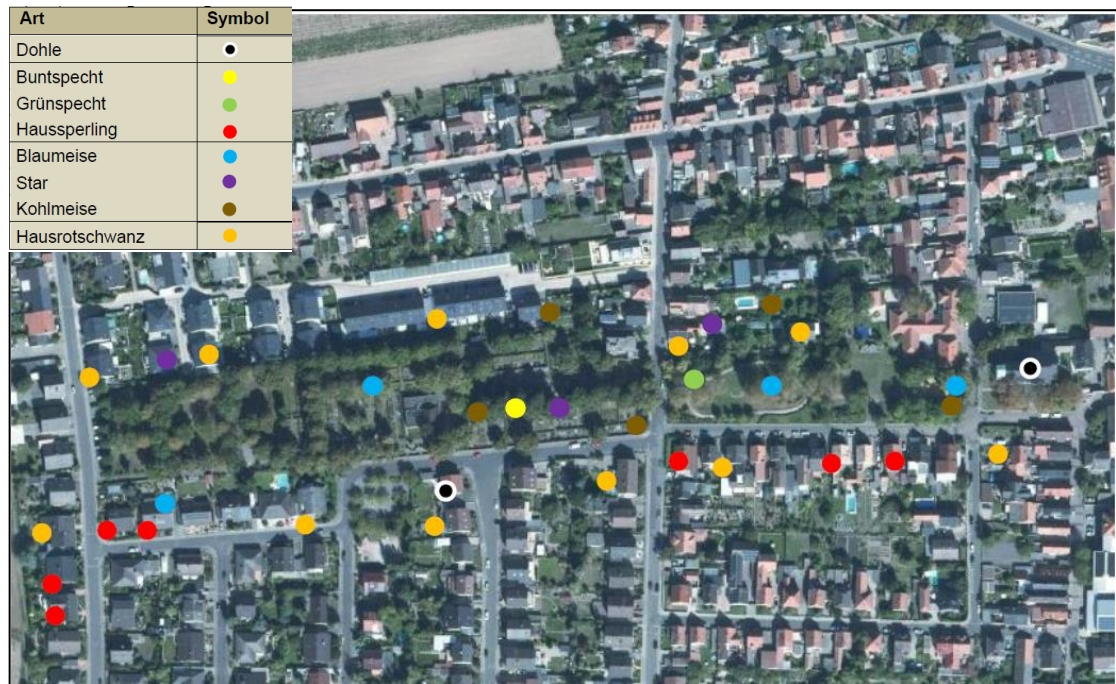 Art Symbol
Dohle
Buntspecht
Grünspecht
Haussperling
Blaumeise
Star
Kohlmeise
Hausrotschwanz